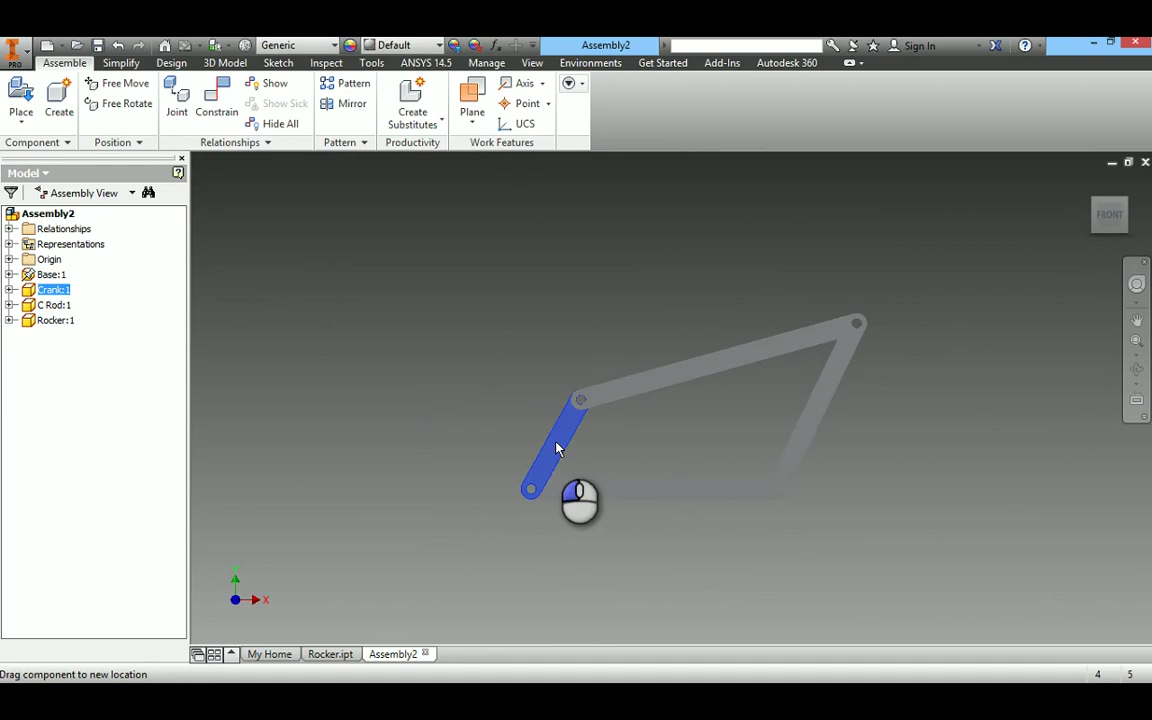 Generic
Default
Assembly2
Sign In
PRO
Assemble
Simplify
Design
3D Model
Sketch
Inspect
Tools
ANSYS 14.5
Manage
View
Environments
Get Started
Add-Ins
Autodesk 360
Place
Create
Free Move
Free Rotate
Joint
Constrain
Show
Show Sick
Hide All
Pattern
Mirror
Create
Substitutes
Plane
Axis
Point
UCS
Component
Position
Relationships
Pattern
Productivity
Work Features
Model
Assembly View
Assembly2
Relationships
Representations
Origin
Base:1
Crank:1
C Rod:1
Rocker:1
FRONT
X
My Home
Rocker.ipt
Assembly2
Drag component to new location
4
5